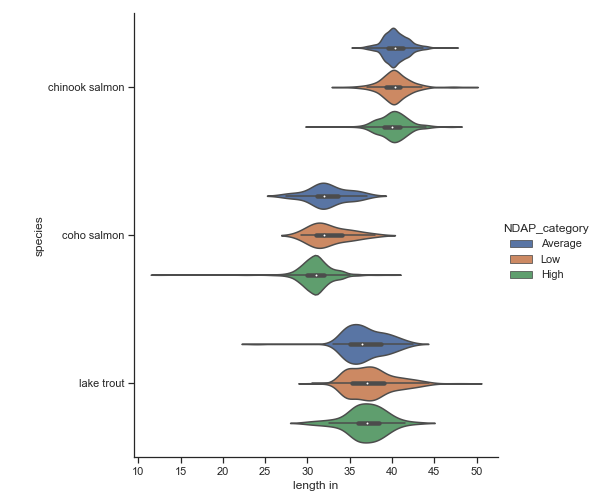 species
chinook salmon
coho salmon
lake trout
10 15 20 25 30 35 40 45 50
length in
NDAP_category
Average
Low
High